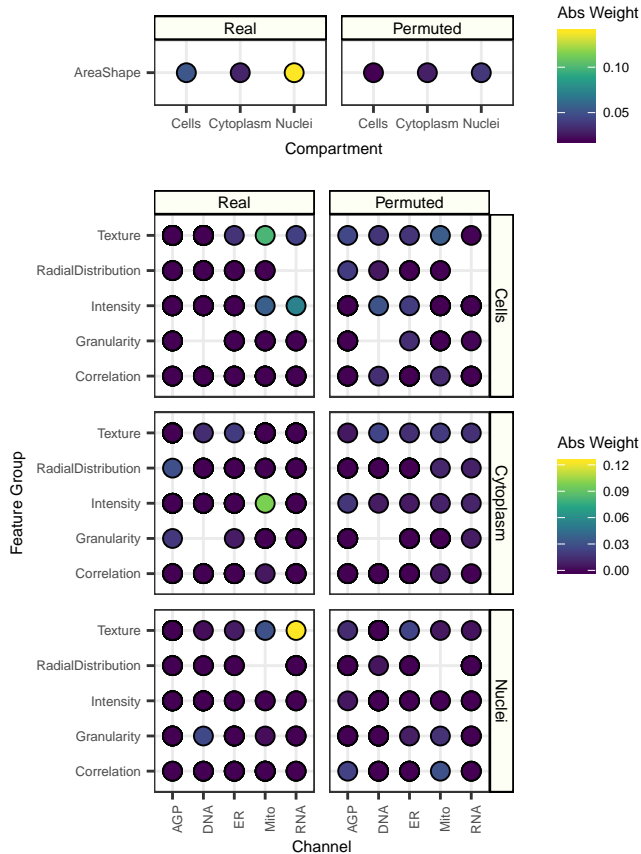 Real
Permuted
AreaShape
Cells
Cytoplasm
Nuclei
Cells
Cytoplasm
Nuclei
Compartment
Abs Weight
0.10
0.05
Real
Permuted
Texture
RadialDistribution
Intensity
Granularity
Correlation
Cells
Texture
RadialDistribution
Intensity
Granularity
Correlation
Cytoplasm
Texture
RadialDistribution
Intensity
Granularity
Correlation
Nuclei
Feature Group
AGP
DNA
ER
Mito
RNA
AGP
DNA
ER
Mito
RNA
Channel
Abs Weight
0.12
0.09
0.06
0.03
0.00